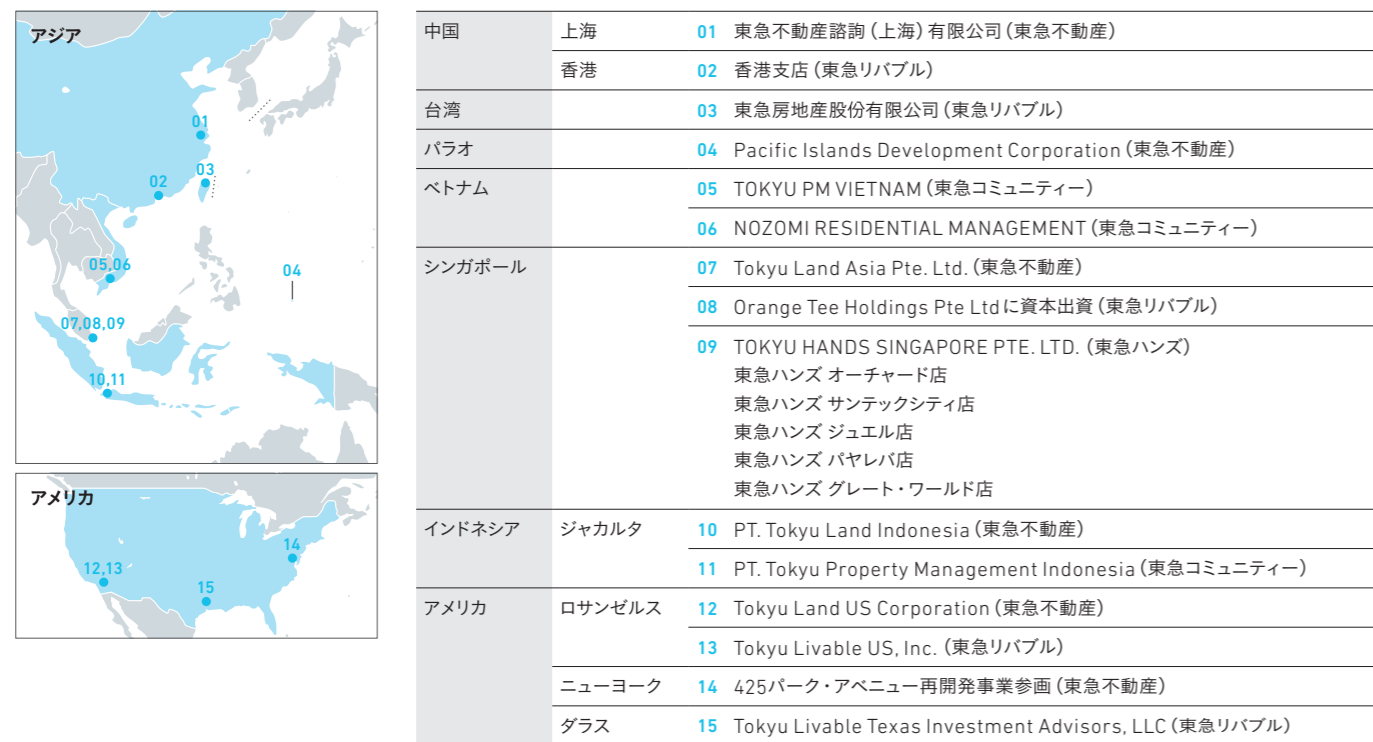 アジア
01
02
03
05,06
04
07,08,09
10,11
アメリカ
12,13
14
15
中国 上海 01 東急不動産諮詢(上海)有限公司(東急不動産)
香港 02 香港支店(東急リバブル)
台湾 03 東急房地産股份有限公司(東急リバブル)
パラオ 04 Pacific Islands Development Corporation(東急不動産)
ベトナム 05 TOKYU PM VIETNAM(東急コミュニティー)
06 NOZOMI RESIDENTIAL MANAGEMENT(東急コミュニティー)
シンガポール 07 Tokyu Land Asia Pte. Ltd.(東急不動産)
08 Orange Tee Holdings Pte Ltdに資本出資(東急リバブル)
09 TOKYU HANDS SINGAPORE PTE. LTD.(東急ハンズ)
東急ハンズ オーチャード店
東急ハンズ サンテックシティ店
東急ハンズ ジュエル店
東急ハンズ パヤレバ店
東急ハンズ グレート・ワールド店
インドネシア ジャカルタ 10 PT. Tokyu Land Indonesia(東急不動産)
11 PT. Tokyu Property Management Indonesia(東急コミュニティー)
アメリカ ロサンゼルス 12 Tokyu Land US Corporation(東急不動産)
13 Tokyu Livable US, Inc.(東急リバブル)
ニューヨーク 14 425パーク・アベニュー再開発事業参画(東急不動産)
ダラス 15 Tokyu Livable Texas Investment Advisors, LLC(東急リバブル)